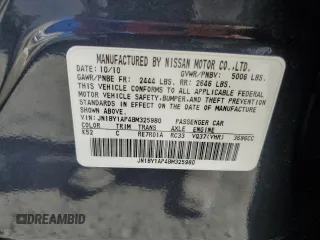 MANUFACTURED BY NISSAN MOTOR CO.,LTD.
10/10 GVWR/PNBV: 5006 LBS.
GAWR/PNBE FR: 2444 LBS. RR: 2646 LBS.
THIS VEHICLE CONFORMS TO ALL APPLICABLE FEDERAL
MOTOR VEHICLE SAFETY,BUMPER,AND THEFT PREVENTION
STANDARDS IN EFFECT ON THE DATE OF MANUFACTURE
SHOWN ABOVE.
VIN:JN1BY1AP4BM325980 PASSENGER CAR
COLOR TRIM TRANS AXLE ENGINE
K52 C RE7R01A RC33 VQ37(VHR) 3696CC
JN1BY1AP4BM325980